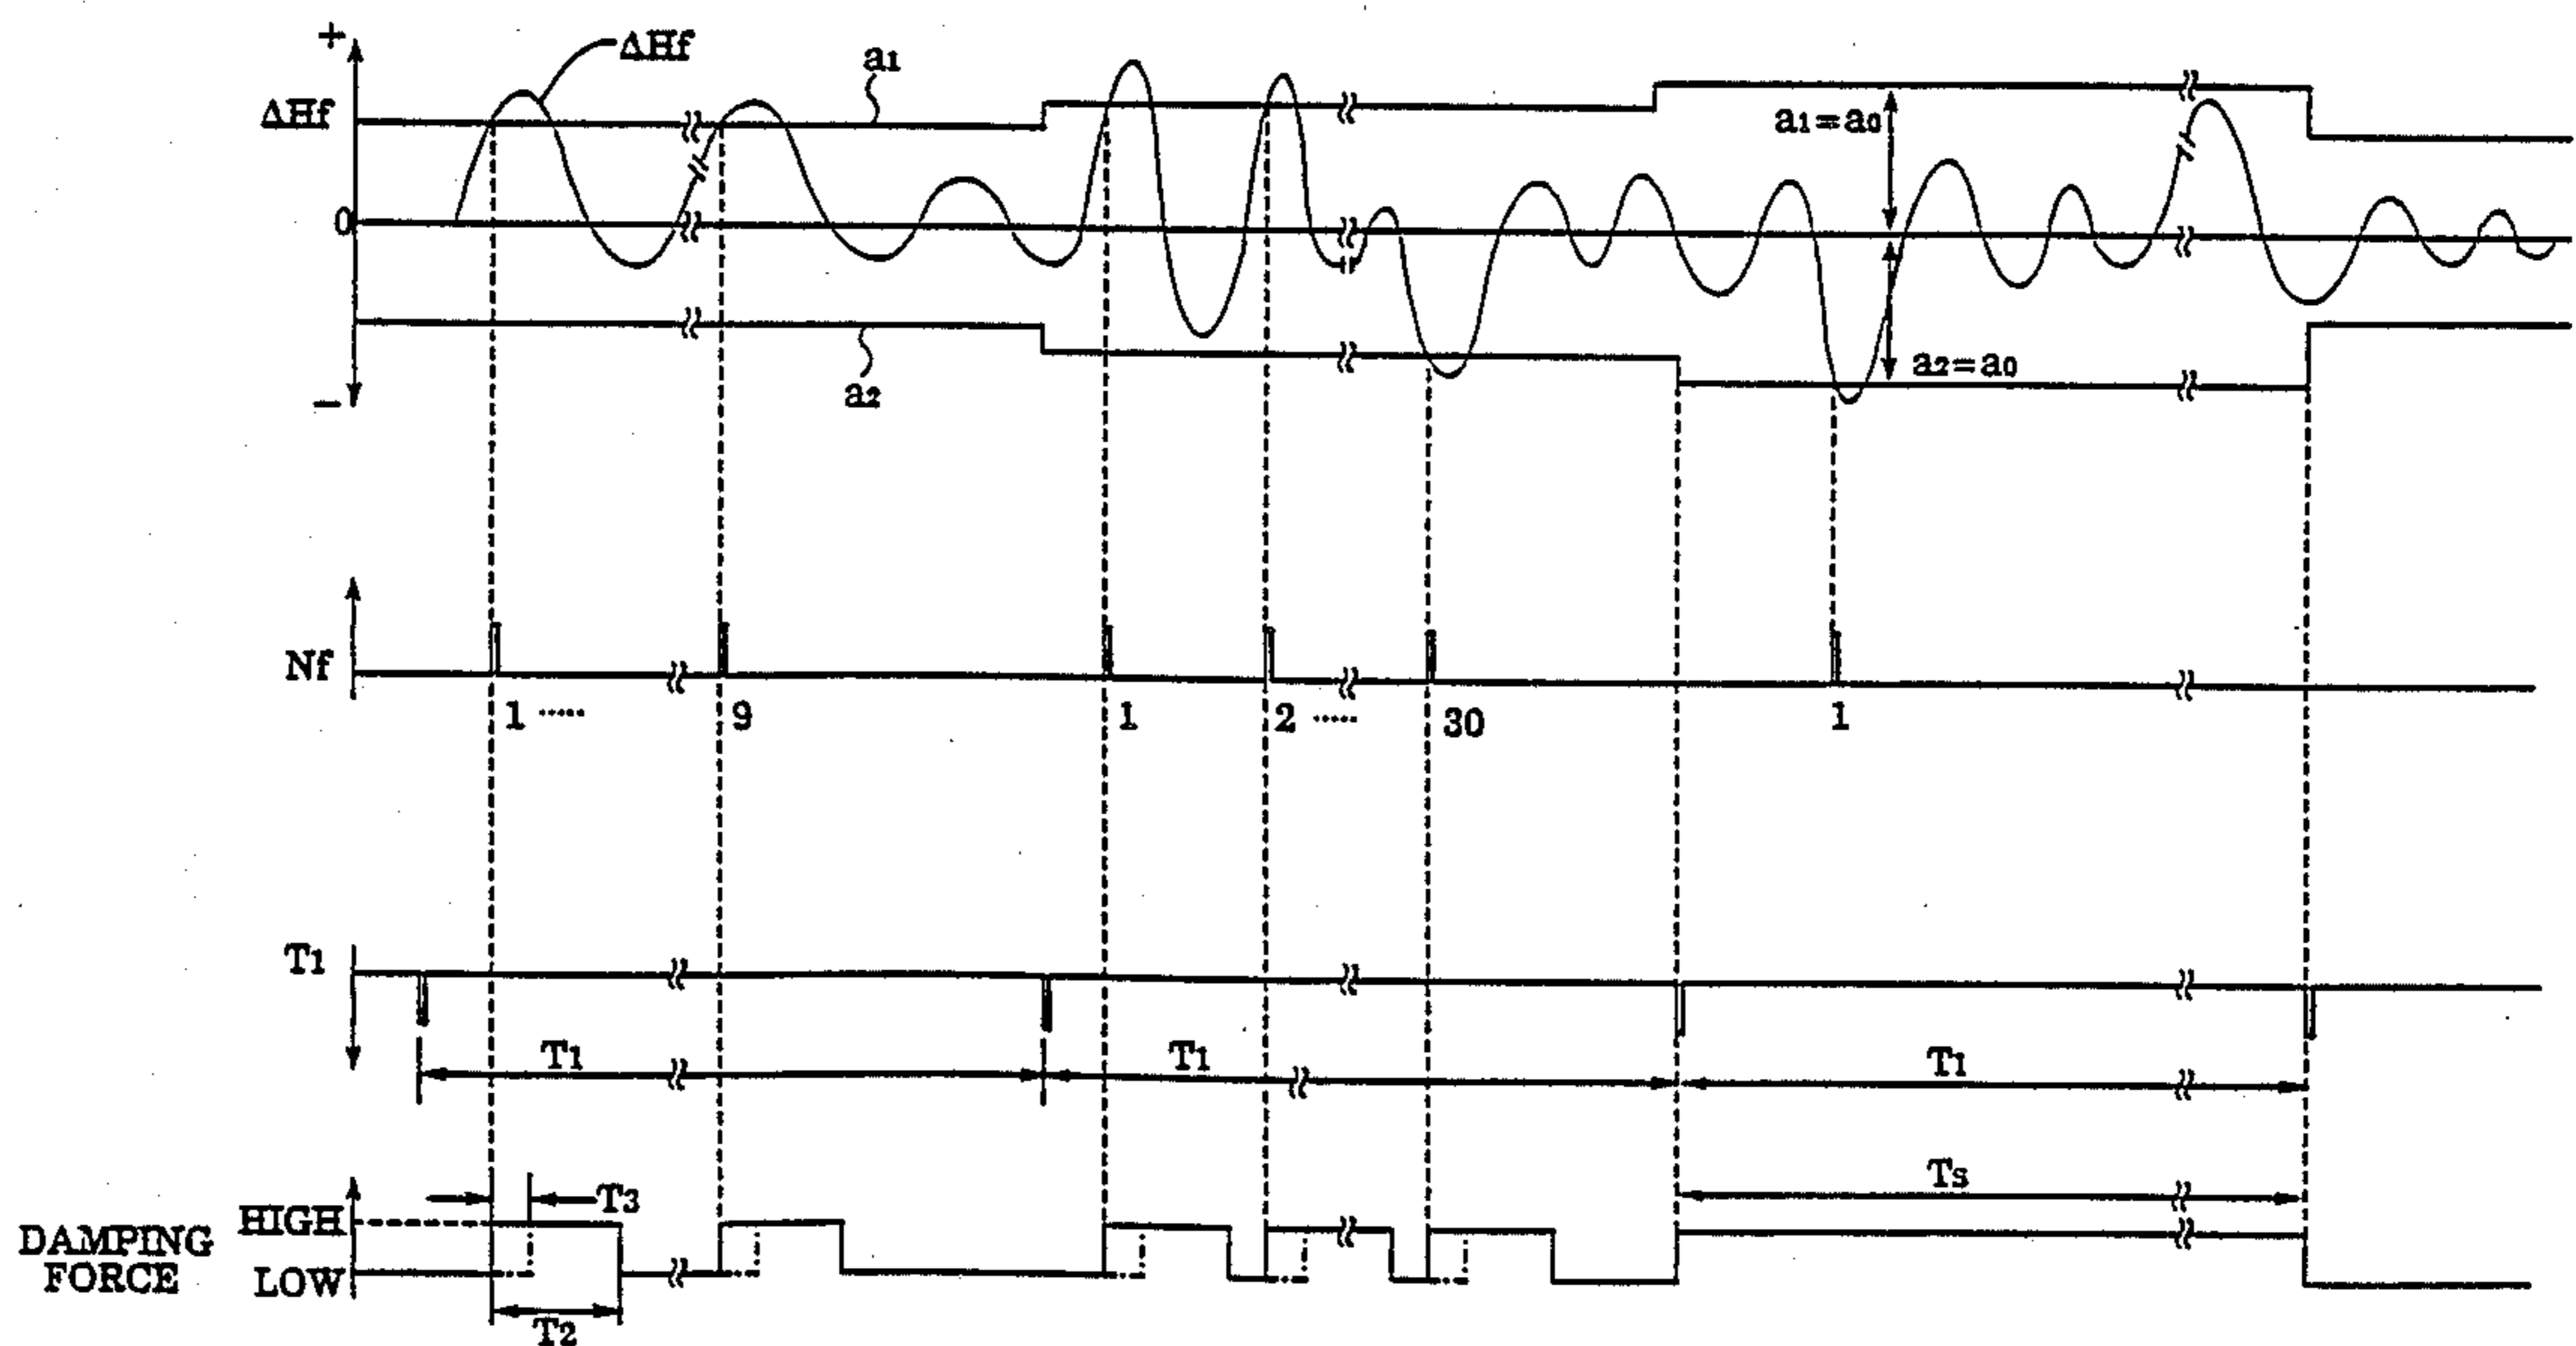 +
ΔHf
a1
ΔHf
a1=a0
0
a2=a0
a2
−
Nf
1 ·····
9
1
2 ·····
30
1
T1
T1
T1
T1
Ts
T3
HIGH
DAMPING
FORCE
LOW
T2